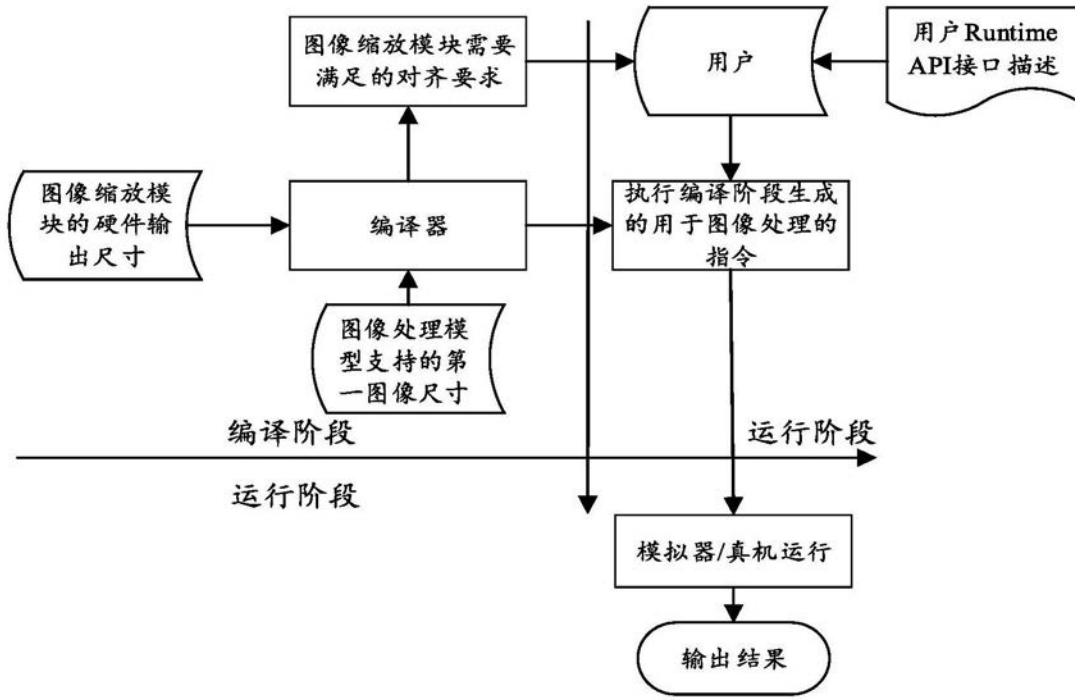 图像缩放模块需要
满足的对齐要求
用户
用户Runtime
API接口描述
图像缩放模
块的硬件输
出尺寸
编译器
执行编译阶段生成
的用于图像处理的
指令
图像处理模
型支持的第
一图像尺寸
编译阶段
运行阶段
运行阶段
模拟器/真机运行
输出结果